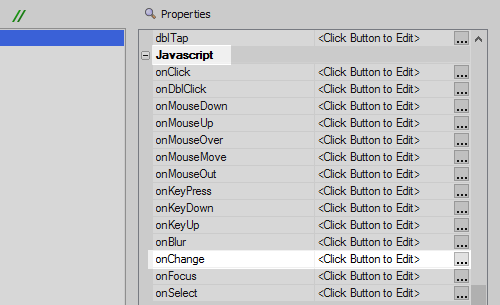 //
Properties
dblTap <Click Button to Edit> ...
Javascript
onClick <Click Button to Edit> ...
onDblClick <Click Button to Edit> ...
onMouseDown <Click Button to Edit> ...
onMouseUp <Click Button to Edit> ...
onMouseOver <Click Button to Edit> ...
onMouseMove <Click Button to Edit> ...
onMouseOut <Click Button to Edit> ...
onKeyPress <Click Button to Edit> ...
onKeyDown <Click Button to Edit> ...
onKeyUp <Click Button to Edit> ...
onBlur <Click Button to Edit> ...
onChange <Click Button to Edit> ...
onFocus <Click Button to Edit> ...
onSelect <Click Button to Edit> ...